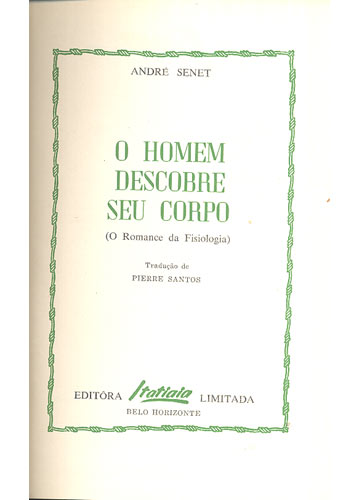 ANDRÉ SENET
O HOMEM
DESCOBRE
SEU CORPO
(O Romance da Fisiologia)
Tradução de
PIERRE SANTOS
EDITÔRA Itatiaia LIMITADA
BELO HORIZONTE